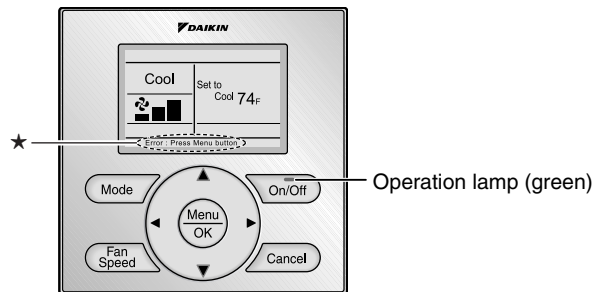 DAIKIN
Cool
Set to
Cool 74F
★
Error : Press Menu button
Mode
On/Off
Operation lamp (green)
Menu
OK
Fan
Speed
Cancel